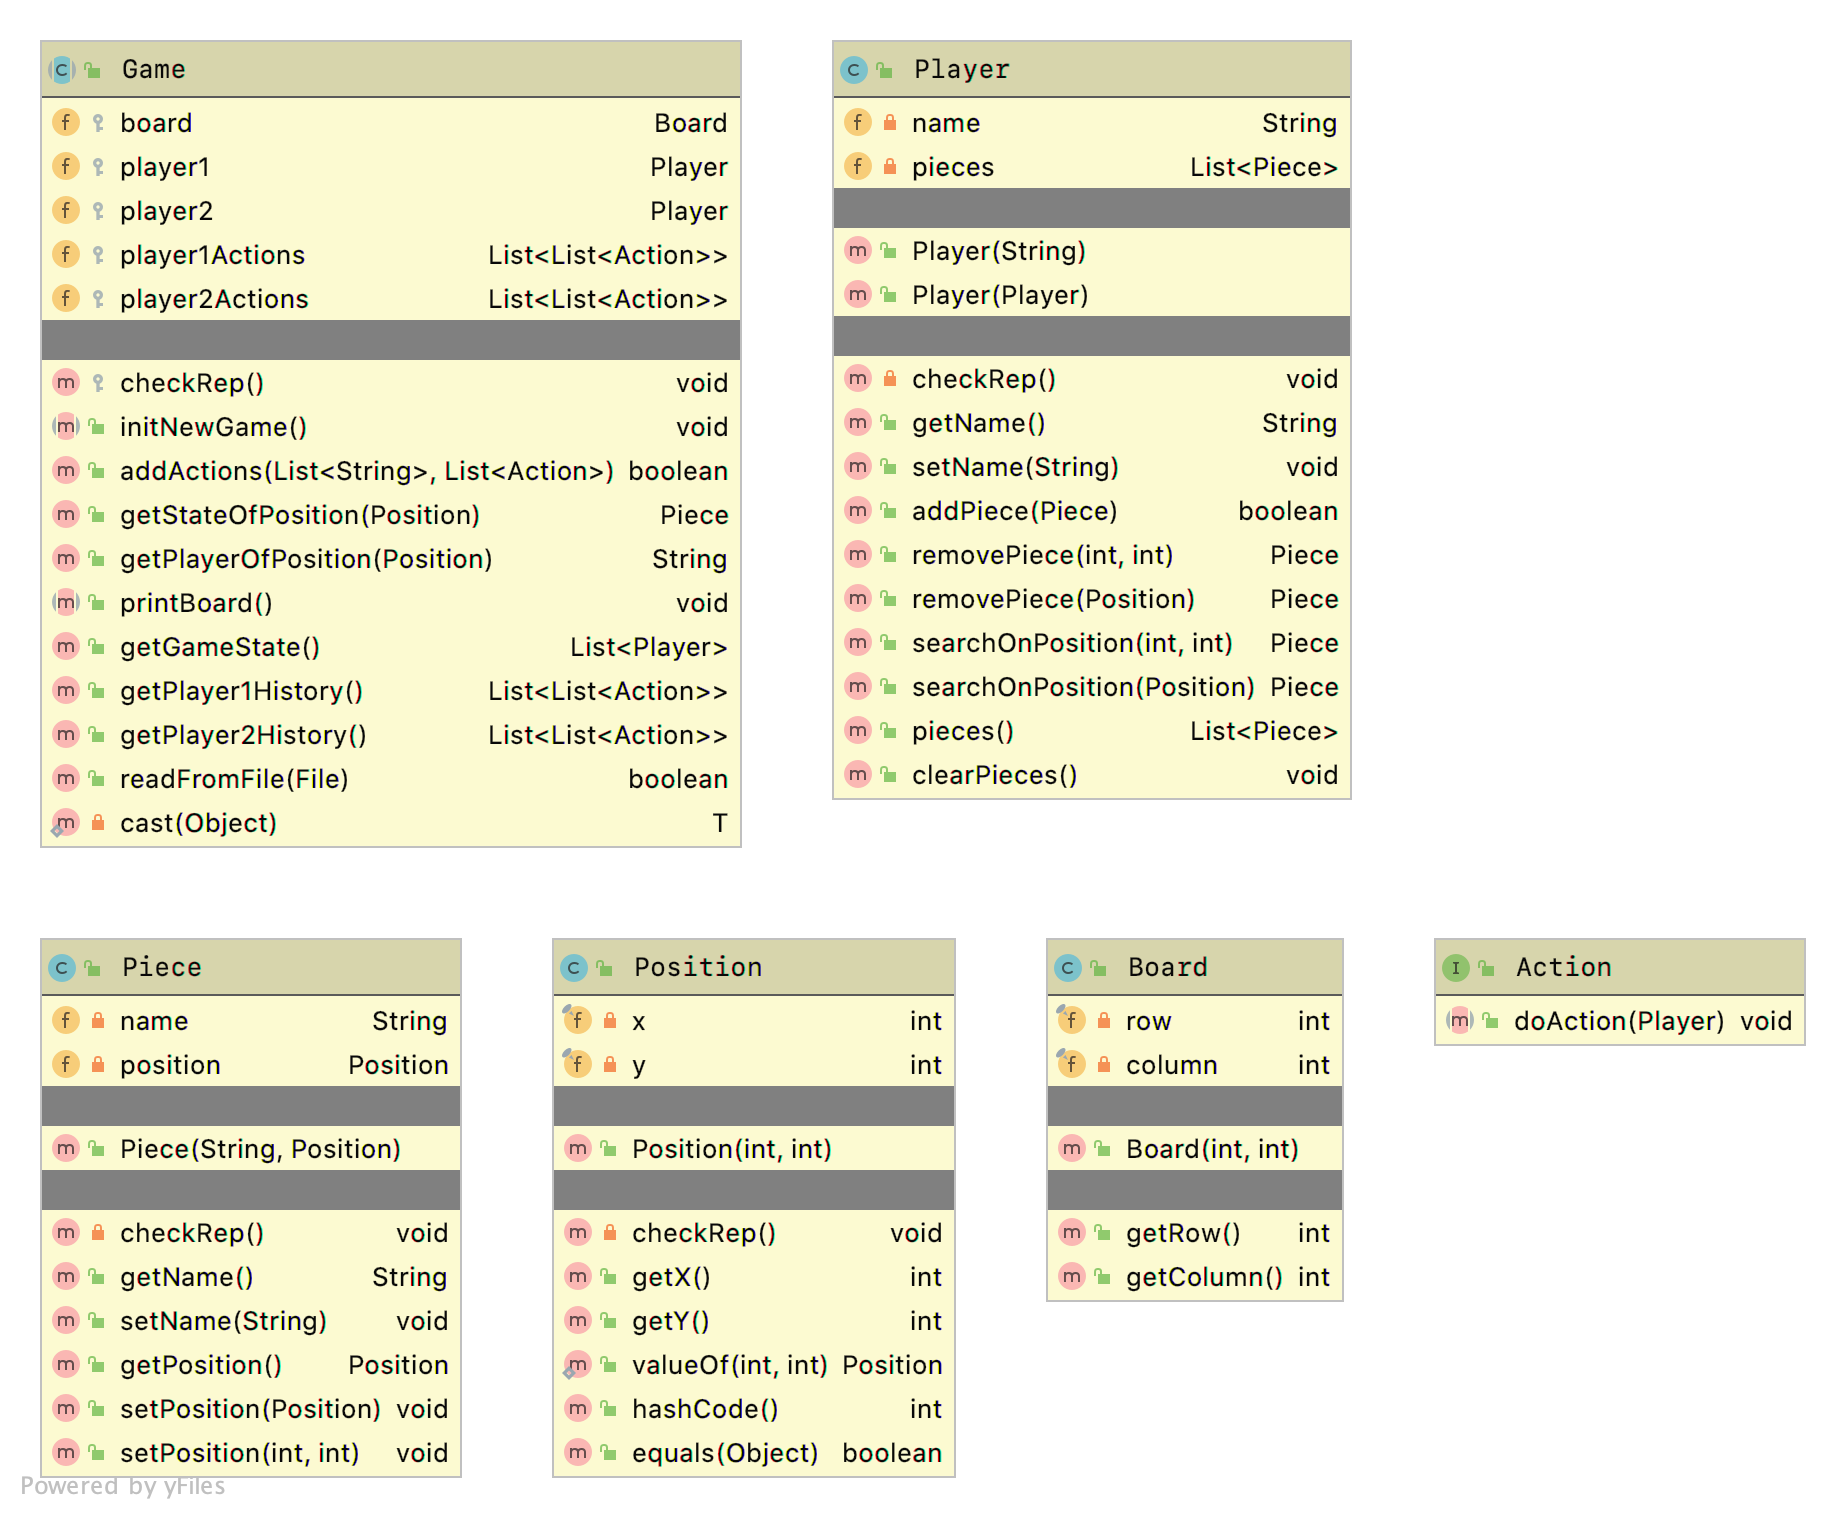 Game
board Board
player1 Player
player2 Player
player1Actions List<List<Action>>
player2Actions List<List<Action>>
checkRep() void
initNewGame() void
addActions(List<String>, List<Action>) boolean
getStateOfPosition(Position) Piece
getPlayerOfPosition(Position) String
printBoard() void
getGameState() List<Player>
getPlayer1History() List<List<Action>>
getPlayer2History() List<List<Action>>
readFromFile(File) boolean
cast(Object) T
Player
name String
pieces List<Piece>
Player(String)
Player(Player)
checkRep() void
getName() String
setName(String) void
addPiece(Piece) boolean
removePiece(int, int) Piece
removePiece(Position) Piece
searchOnPosition(int, int) Piece
searchOnPosition(Position) Piece
pieces() List<Piece>
clearPieces() void
Piece
name String
position Position
Piece(String, Position)
checkRep() void
getName() String
setName(String) void
getPosition() Position
setPosition(Position) void
setPosition(int, int) void
Position
x int
y int
Position(int, int)
checkRep() void
getX() int
getY() int
valueOf(int, int) Position
hashCode() int
equals(Object) boolean
Board
row int
column int
Board(int, int)
getRow() int
getColumn() int
Action
doAction(Player) void
Powered by yFiles